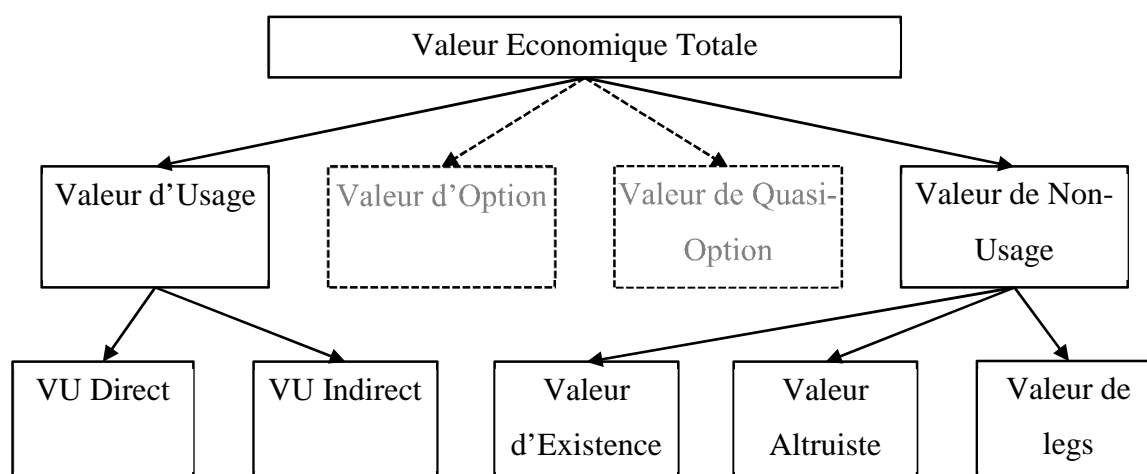 Valeur Economique Totale
Valeur d’Usage
Valeur d’Option
Valeur de Quasi-
Option
Valeur de Non-
Usage
VU Direct
VU Indirect
Valeur
d’Existence
Valeur
Altruiste
Valeur de
legs